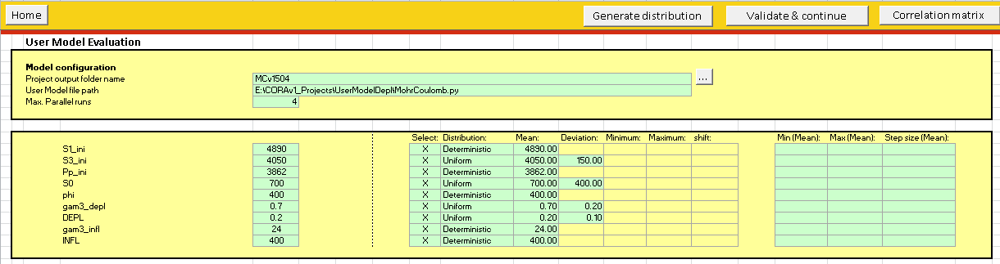 Home Generate distribution Validate & continue Correlation matrix
User Model Evaluation
Model configuration
Project output folder name MCv1504 ...
User Model file path E:\CORAv1_Projects\UserModelDepl\MohrCoulomb.py
Max. Parallel runs 4
Select: Distribution: Mean: Deviation: Minimum: Maximum: shift: Min (Mean): Max (Mean): Step size (Mean):
S1_ini 4890 X Deterministic 4890.00
S3_ini 4050 X Uniform 4050.00 150.00
Pp_ini 3862 X Deterministic 3862.00
S0 700 X Uniform 700.00 400.00
phi 400 X Deterministic 400.00
gam3_depl 0.7 X Uniform 0.70 0.20
DEPL 0.2 X Uniform 0.20 0.10
gam3_infl 24 X Deterministic 24.00
INFL 400 X Deterministic 400.00